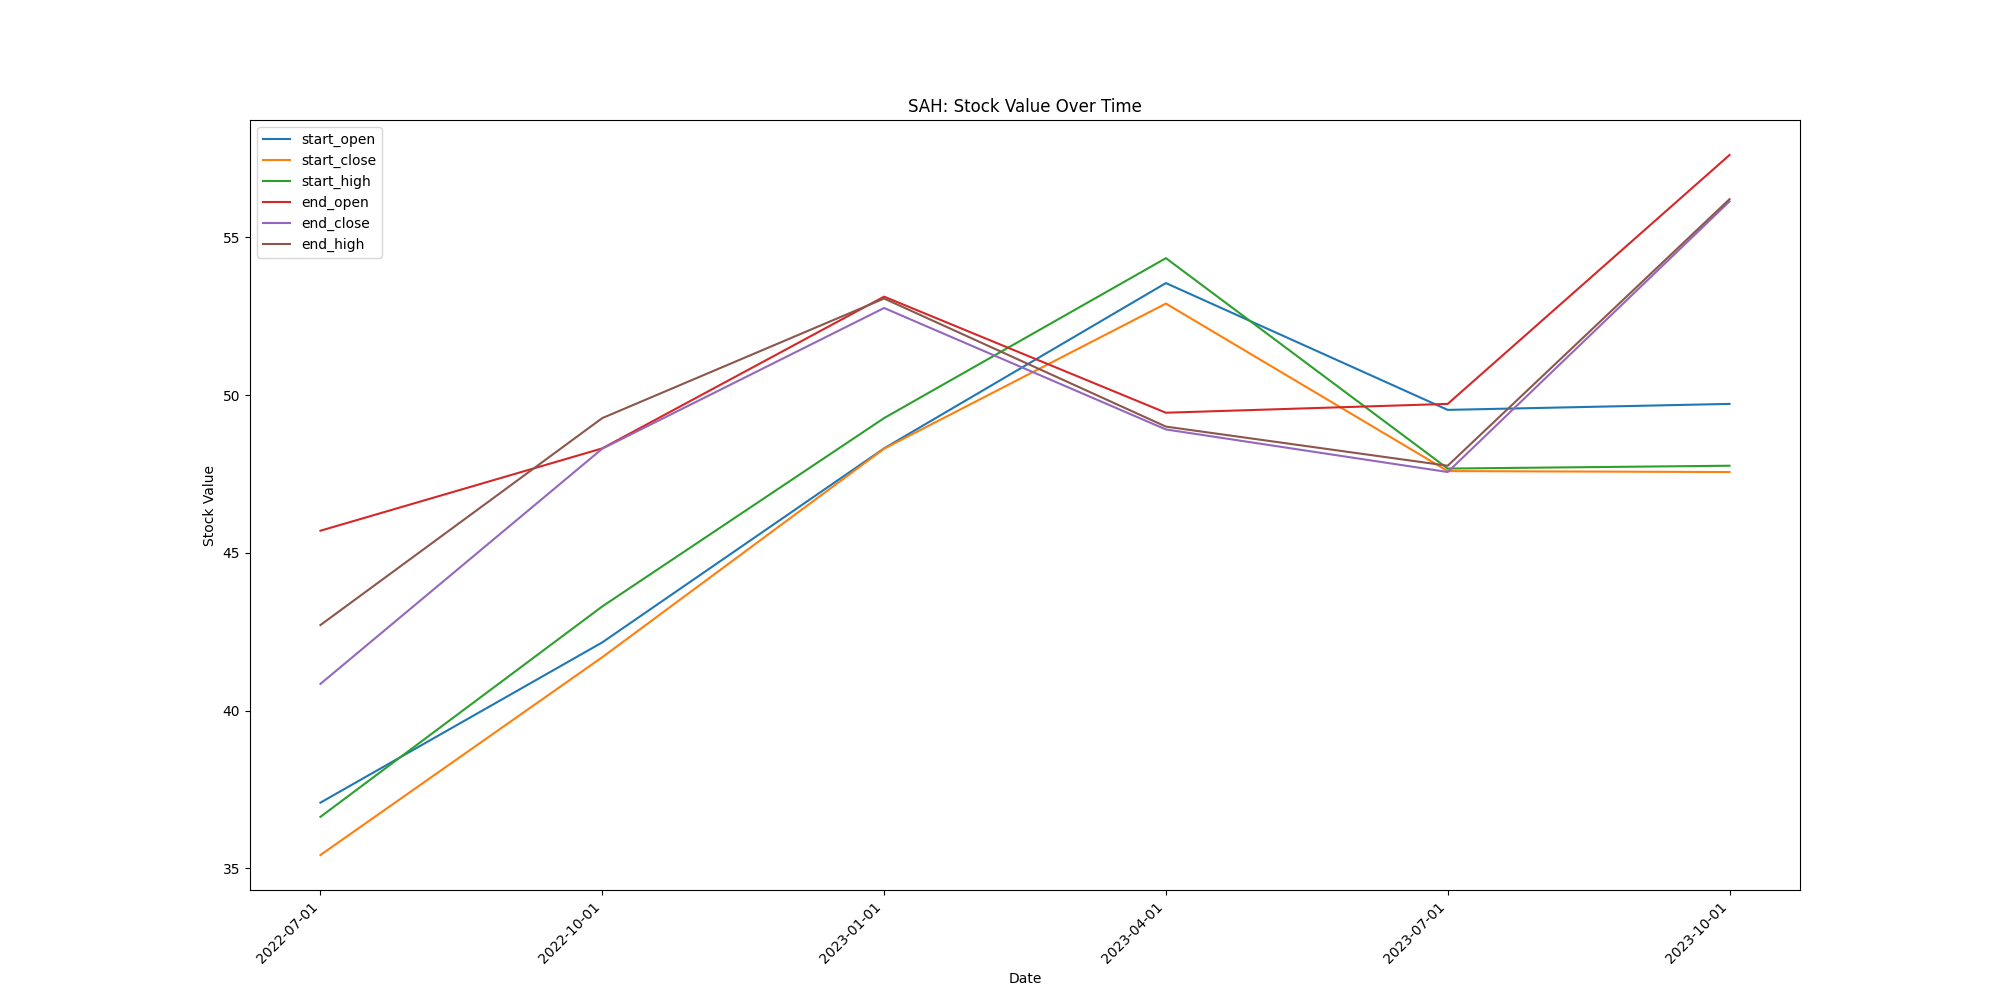 SAH: Stock Value Over Time
start_open
start_close
start_high
end_open
end_close
end_high
55
50
45
40
35
Stock Value
2022-07-01
2022-10-01
2023-01-01
2023-04-01
2023-07-01
2023-10-01
Date